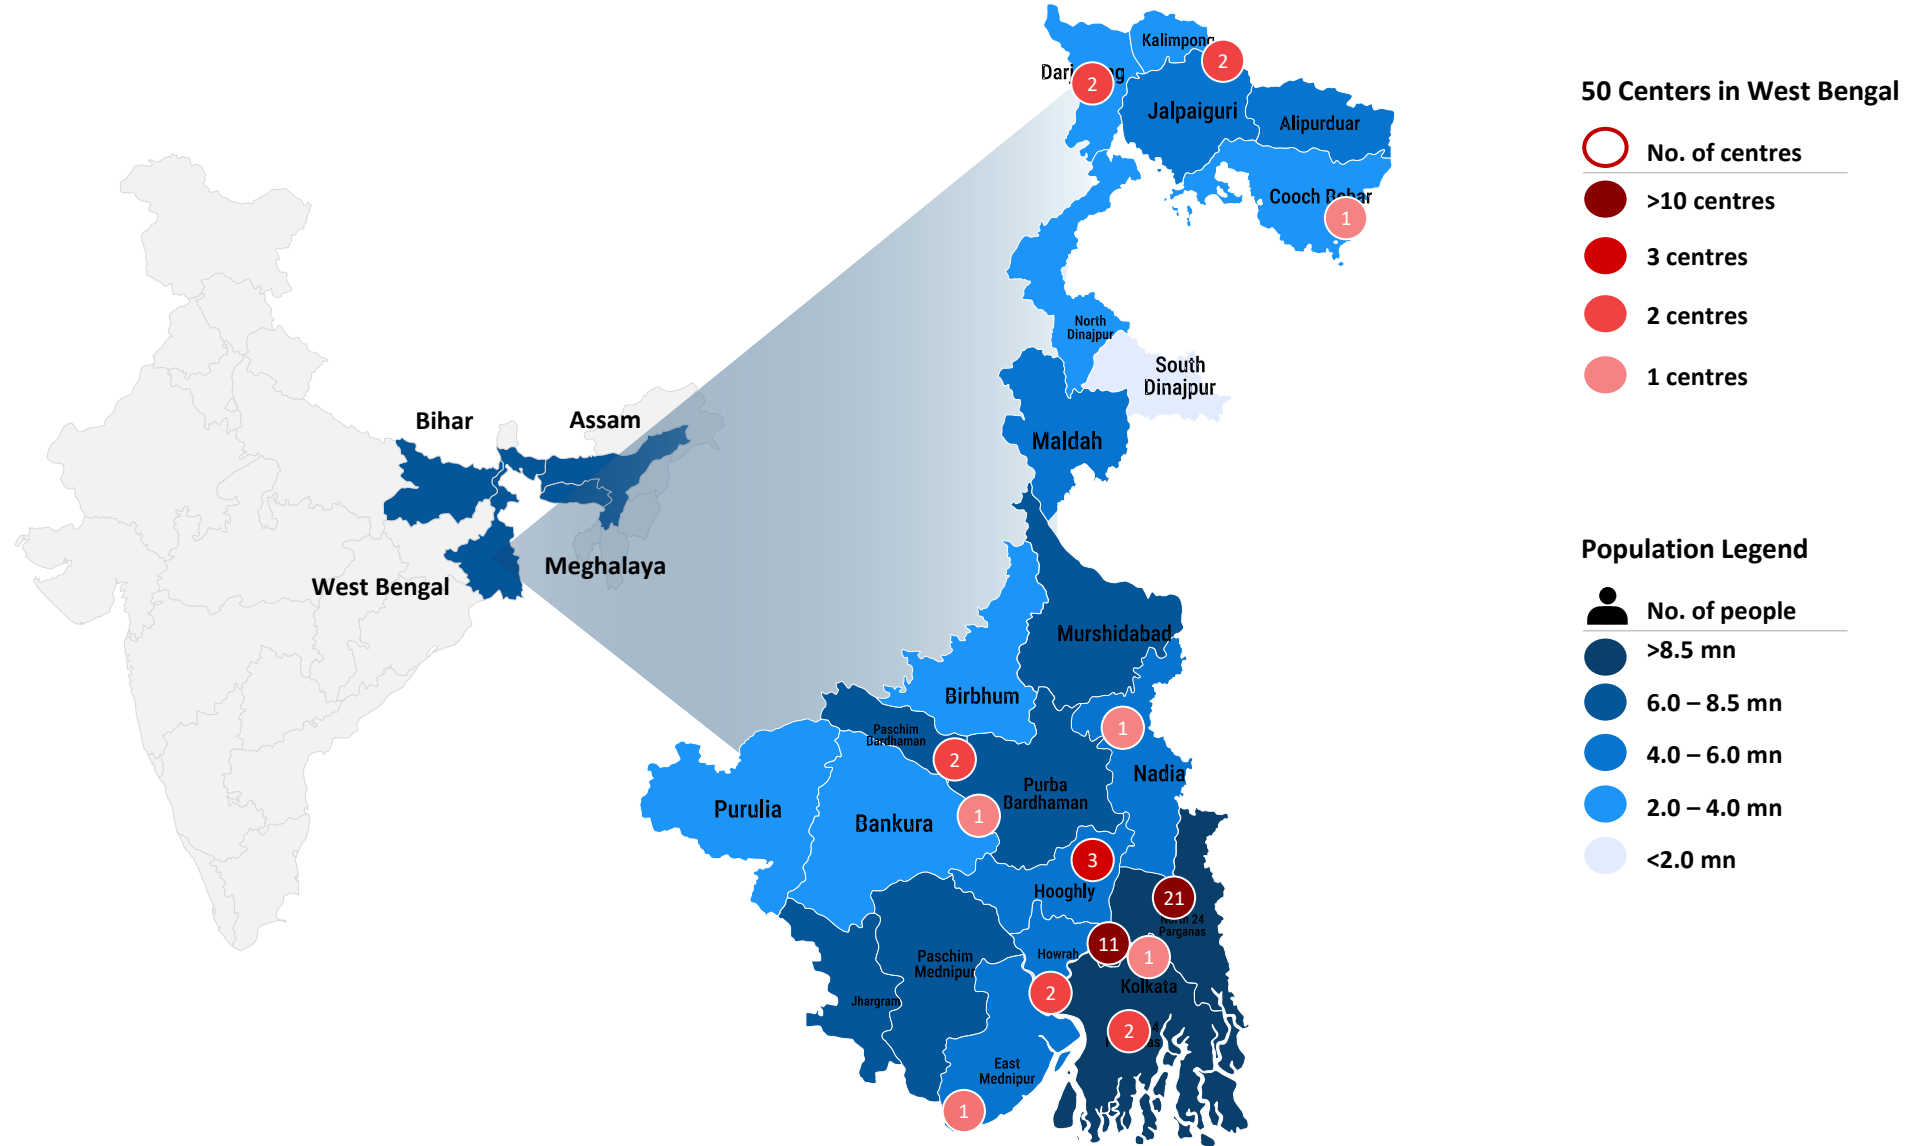 Bihar
Assam
West Bengal
Meghalaya
Kalimpong
2
2
Jalpaiguri
Alipurduar
Cooch Behar
1
North
Dinajpur
South
Dinajpur
Maldah
Murshidabad
Birbhum
Paschim
Bardhaman
2
1
Nadia
Purba
Bardhaman
1
Purulia
Bankura
3
Hooghly
21
North 24
Parganas
11
1
Howrah
Kolkata
2
2
Paschim
Mednipur
Jhargram
East
Mednipur
1
50 Centers in West Bengal
No. of centres
>10 centres
3 centres
2 centres
1 centres
Population Legend
No. of people
>8.5 mn
6.0 – 8.5 mn
4.0 – 6.0 mn
2.0 – 4.0 mn
<2.0 mn